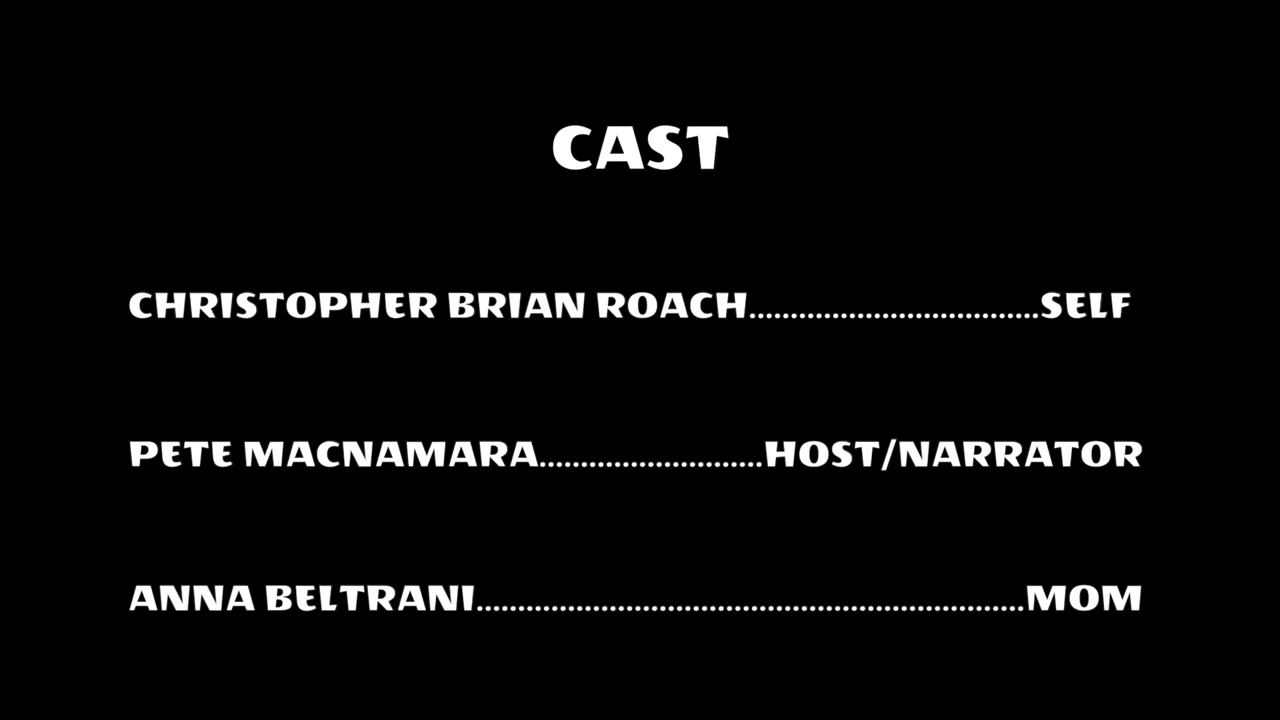 CAST
CHRISTOPHER BRIAN ROACH...................................SELF
PETE MACNAMARA...........................HOST/NARRATOR
ANNA BELTRANI..................................................................MOM